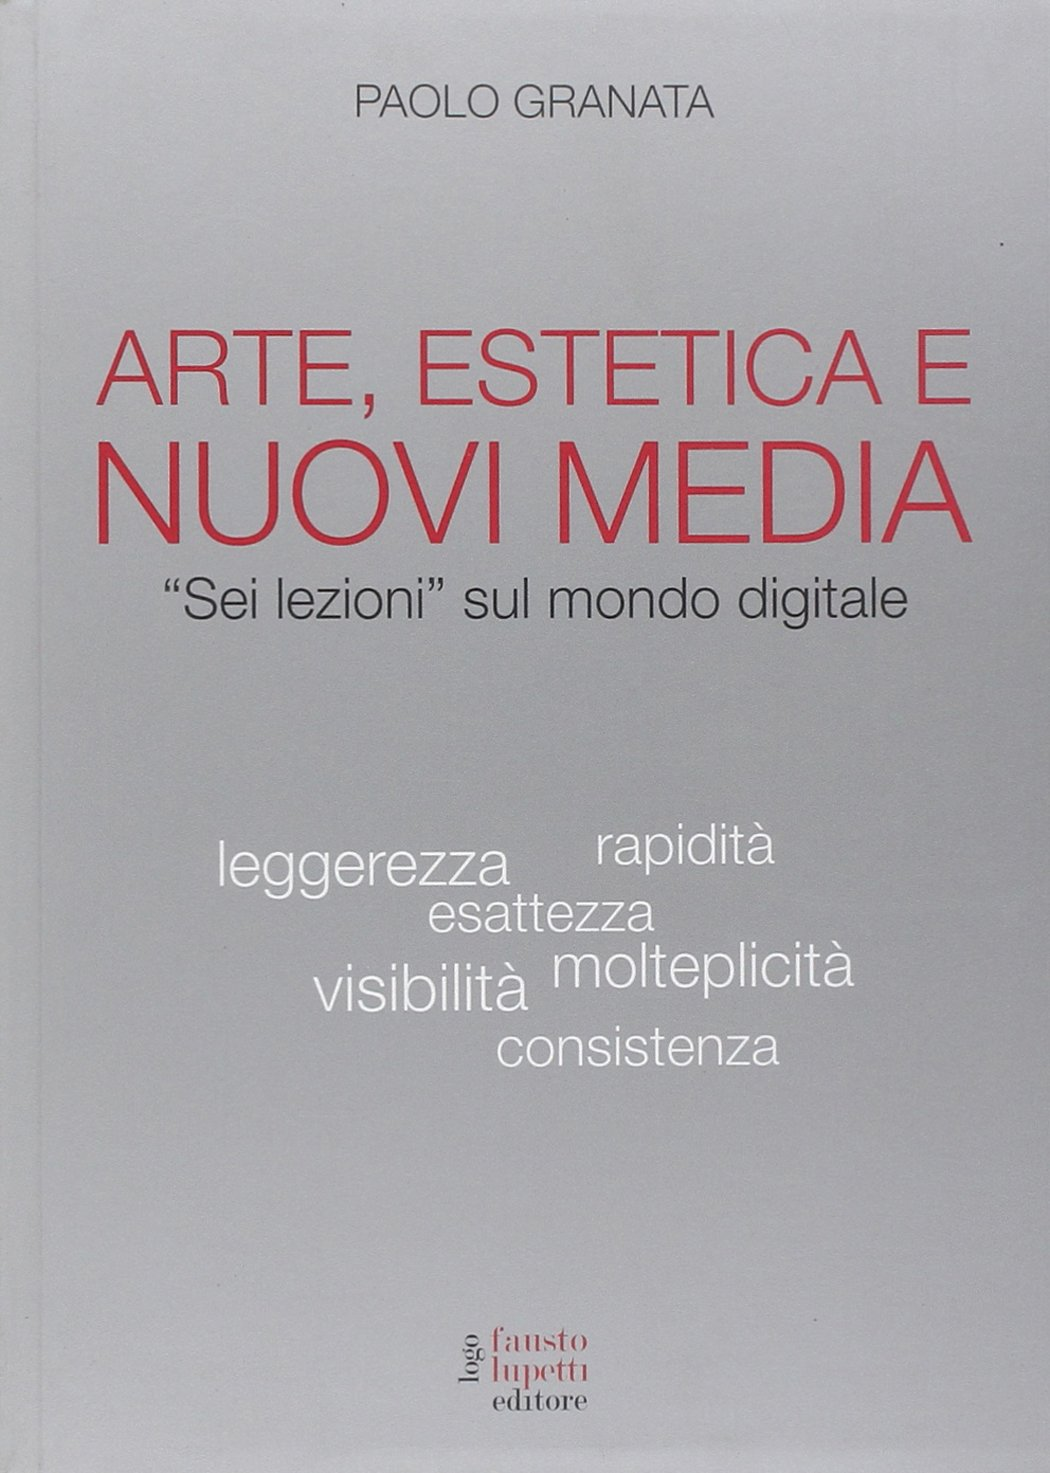 PAOLO GRANATA
ARTE, ESTETICA E
NUOVI MEDIA
“Sei lezioni” sul mondo digitale
leggerezza
rapidità
esattezza
molteplicità
visibilità
consistenza
logo
fausto
lupetti
editore